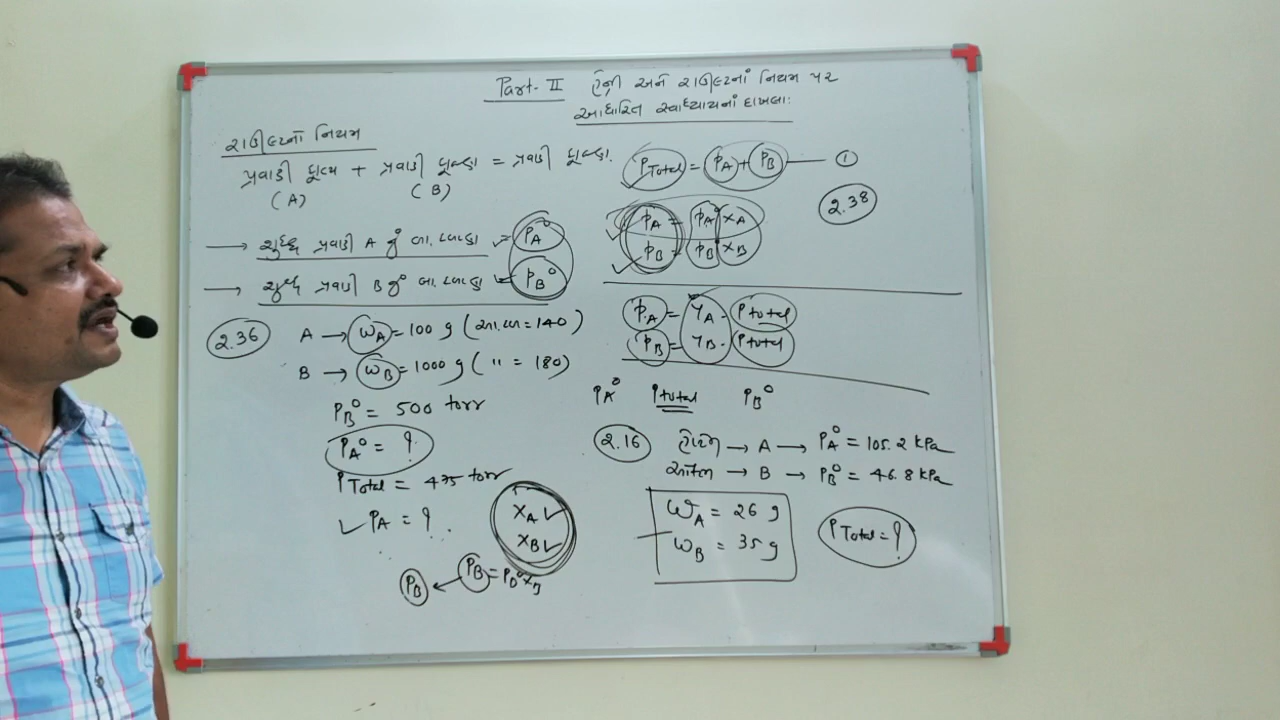 Part-II હેન્રી અને રાઉલ્ટનાં નિયમ પર
આધારિત સ્વાધ્યાયનાં દાખલા:
રાઉલ્ટનો નિયમ
પ્રવાહી દ્રાવ્ય + પ્રવાહી દ્રાવક = પ્રવાહી દ્રાવણ.
(A) (B)
→ શુદ્ધ પ્રવાહી A નું બા. દબાણ = PA°
→ શુદ્ધ પ્રવાહી B નું બા. દબાણ = PB°
2.36 A → WA = 100 g (આ.બ = 140)
B → WB = 1000 g (" = 180)
PB° = 500 torr
PA° = ?
PTotal = 475 torr
✓ PA = ?
XA ✓
XB ✓
PB ← PB = PB° XB
PTotal = PA + PB — ①
2.38
PA = PA° XA
PB = PB° XB
PA = YA · Ptotal
PB = YB · Ptotal
PA° Ptotal PB°
2.16 હેપ્ટેન → A → PA° = 105.2 kPa
ઑક્ટેન → B → PB° = 46.8 kPa
WA = 26 g
WB = 35 g
PTotal = ?